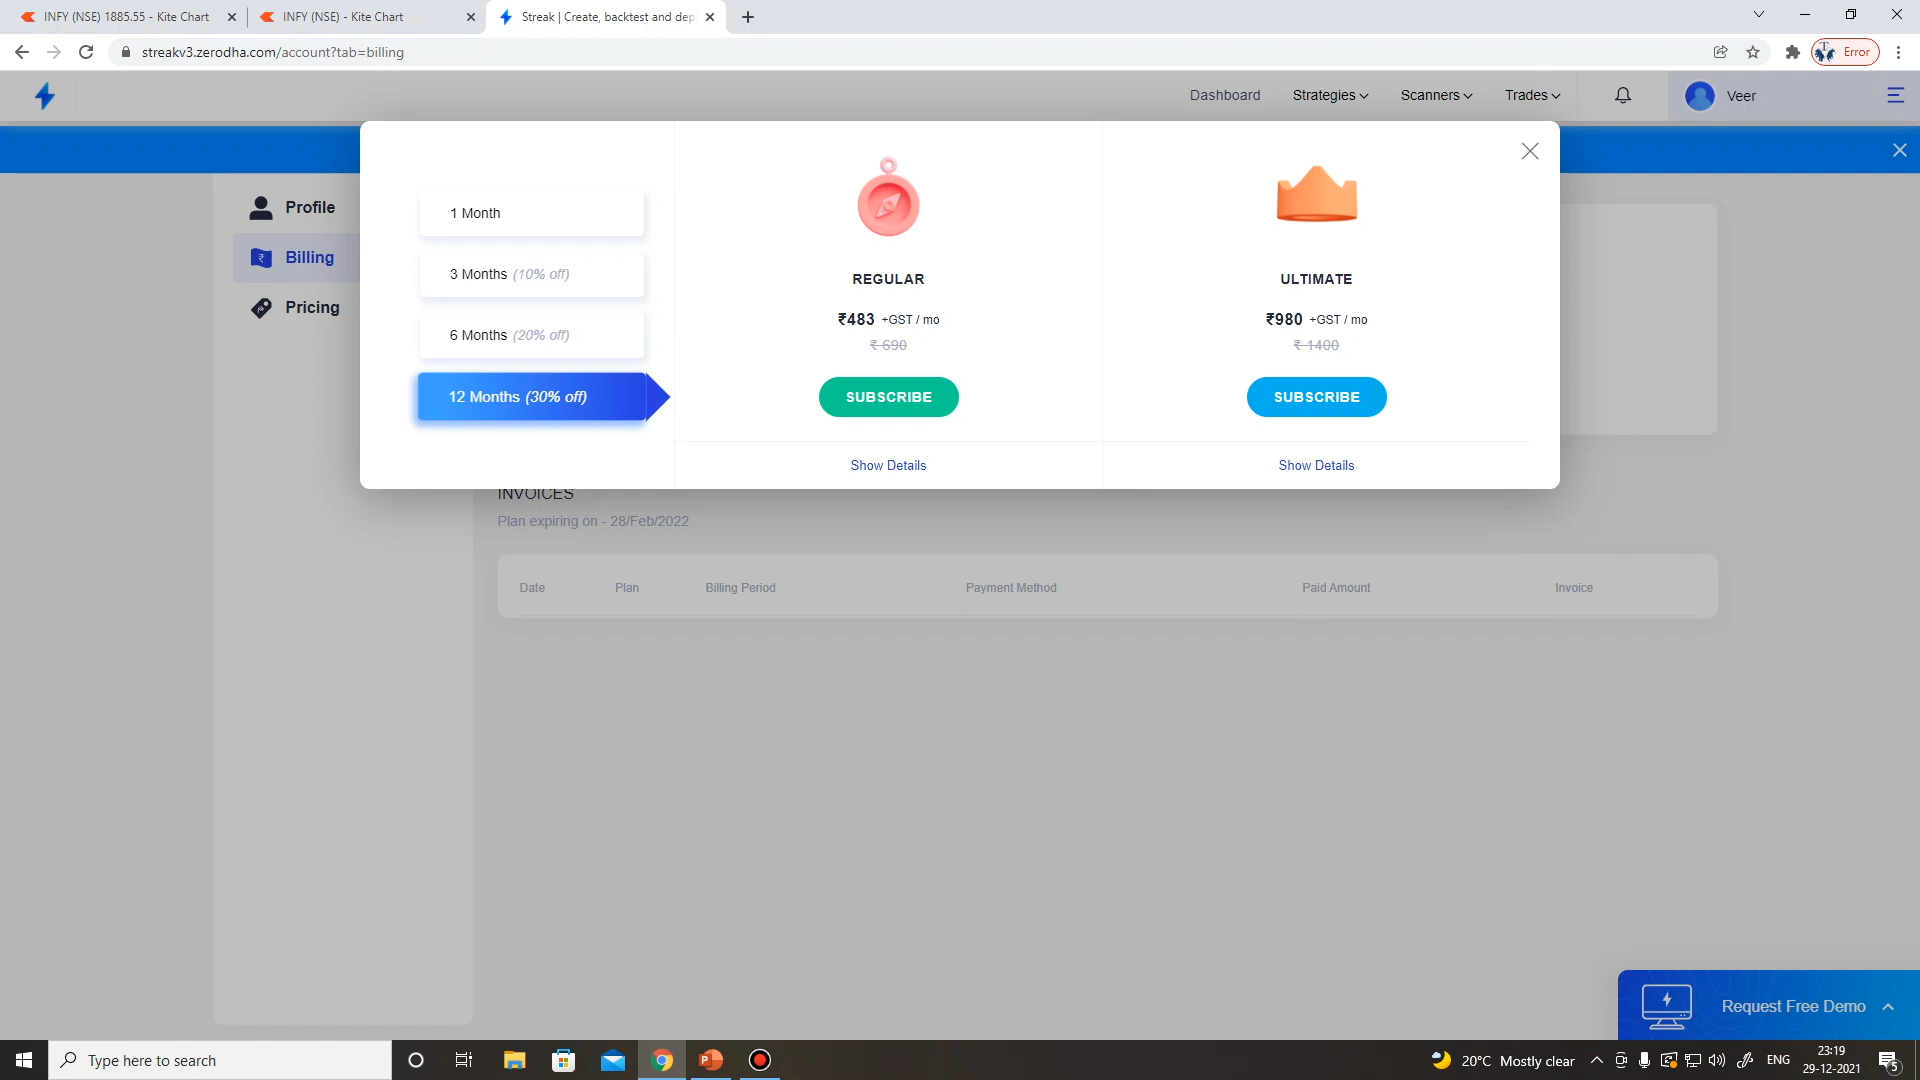 INFY (NSE) 1885.55 - Kite Chart
INFY (NSE) - Kite Chart
Streak | Create, backtest and dep
streakv3.zerodha.com/account?tab=billing
Error
Dashboard
Strategies
Scanners
Trades
Veer
Profile
Billing
Pricing
1 Month
3 Months (10% off)
6 Months (20% off)
12 Months (30% off)
REGULAR
₹483 +GST / mo
₹ 690
SUBSCRIBE
Show Details
ULTIMATE
₹980 +GST / mo
₹ 1400
SUBSCRIBE
Show Details
INVOICES
Plan expiring on - 28/Feb/2022
Date Plan Billing Period Payment Method Paid Amount Invoice
Request Free Demo
Type here to search
20°C Mostly clear
ENG
23:19
29-12-2021
5